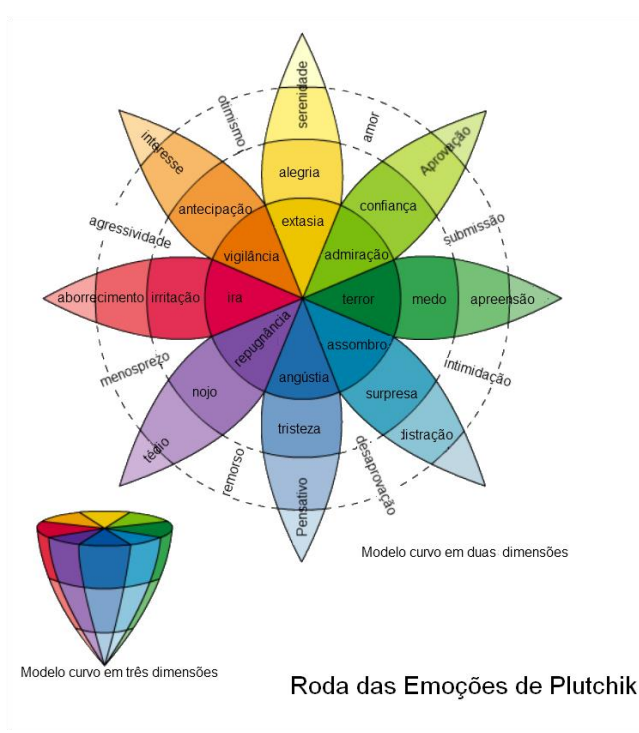 serenidade
otimismo
amor
interesse
Aprovação
alegria
antecipação
confiança
extasia
agressividade
submissão
vigilância
admiração
aborrecimento
irritação
ira
terror
medo
apreensão
repugnância
assombro
menosprezo
intimidação
angústia
nojo
surpresa
tristeza
distração
tédio
remorso
Pensativo
desaprovação
Modelo curvo em duas dimensões
Modelo curvo em três dimensões
Roda das Emoções de Plutchik